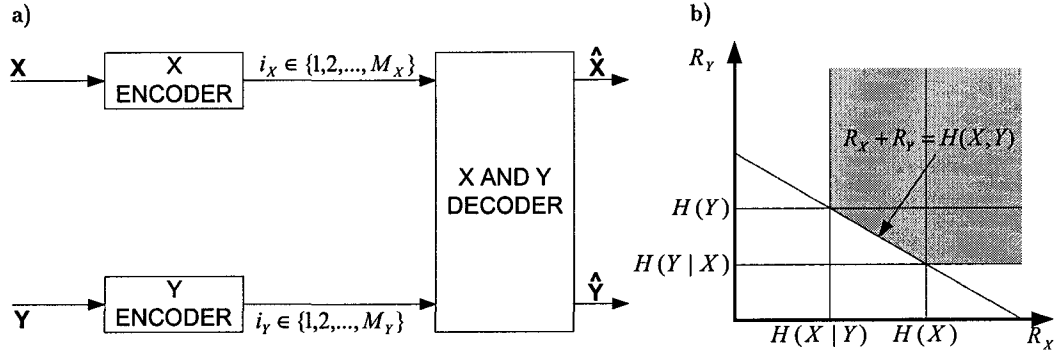 a)
X
X
ENCODER
i_X ∈ {1,2,..., M_X}
X AND Y
DECODER
X̂
Y
Y
ENCODER
i_Y ∈ {1,2,..., M_Y}
Ŷ
b)
R_Y
R_X + R_Y = H(X,Y)
H(Y)
H(Y | X)
H(X | Y)
H(X)
R_X